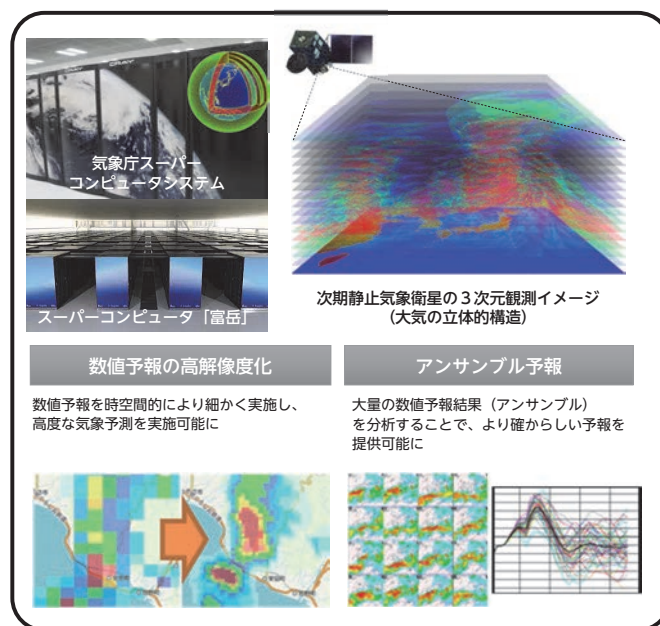 CRAY
気象庁スーパー
コンピュータシステム
スーパーコンピュータ「富岳」
次期静止気象衛星の3次元観測イメージ
(大気の立体的構造)
数値予報の高解像度化
数値予報を時空間的により細かく実施し、
高度な気象予測を実施可能に
アンサンブル予報
大量の数値予報結果(アンサンブル)
を分析することで、より確からしい予報を
提供可能に